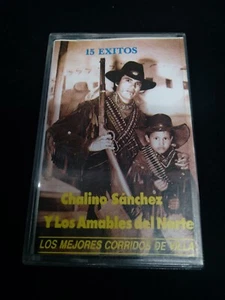 15 EXITOS
Chalino Sánchez
Y Los Amables del Norte
LOS MEJORES CORRIDOS DE VILLA